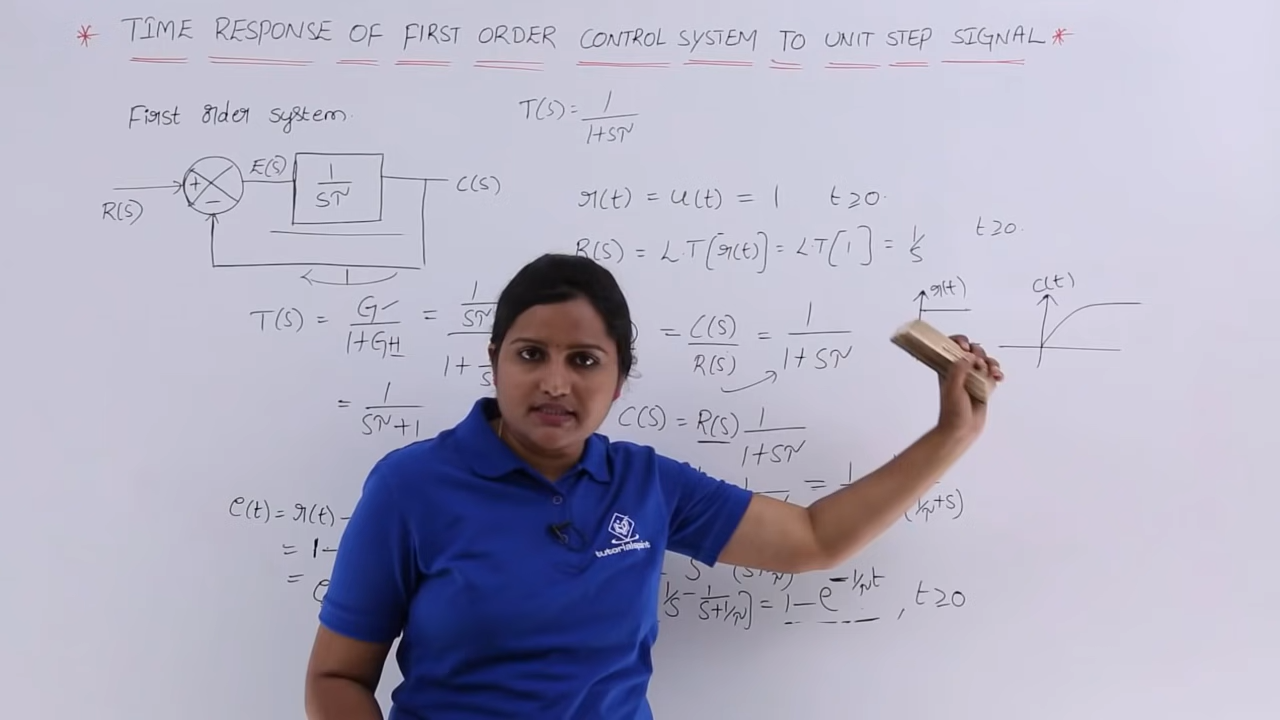 * TIME RESPONSE OF FIRST ORDER CONTROL SYSTEM TO UNIT STEP SIGNAL *
First order system.
T(S) = 1/(1+Sτ)
R(S) + − E(S) 1/Sτ C(S)
1
r(t) = u(t) = 1 t≥0.
R(S) = L.T[r(t)] = L.T[1] = 1/S t≥0.
T(S) = G/(1+GH) =
= C(S)/R(S) = 1/(1+Sτ)
r(t) C(t)
= 1/(Sτ+1)
C(S) = R(S) 1/(1+Sτ)
e(t) = r(t) −
= 1−
=
(1/τ+S)
1/S − 1/(S+1/τ)] = 1−e^(−1/τ t), t≥0
tutorialspoint